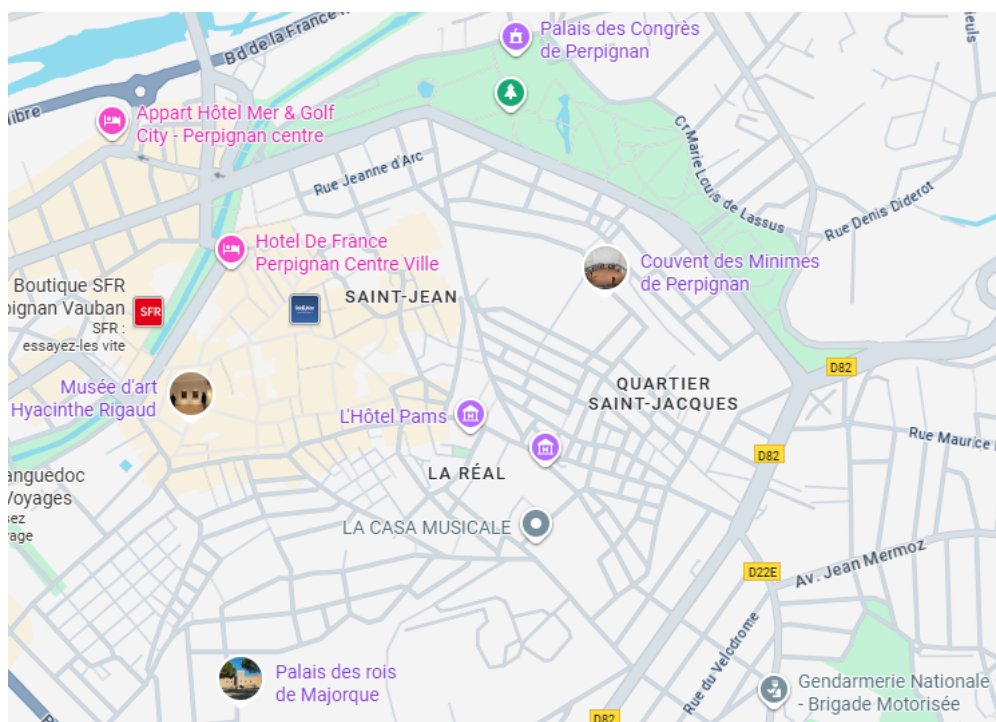 Bd de la France
Palais des Congrès
de Perpignan
Appart Hôtel Mer & Golf
City - Perpignan centre
Rue Jeanne d'Arc
Cr Marie Louis de Lassus
Rue Denis Diderot
Hotel De France
Perpignan Centre Ville
Couvent des Minimes
de Perpignan
Boutique SFR
pignan Vauban
SFR :
essayez-les vite
SFR
SAINT-JEAN
D82
Musée d'art
Hyacinthe Rigaud
QUARTIER
SAINT-JACQUES
L'Hôtel Pams
Rue Maurice
D82
LA RÉAL
anguedoc
Voyages
sez
yage
LA CASA MUSICALE
Av. Jean Mermoz
D22E
Rue du Vélodrome
Palais des rois
de Majorque
Gendarmerie Nationale
- Brigade Motorisée
D82